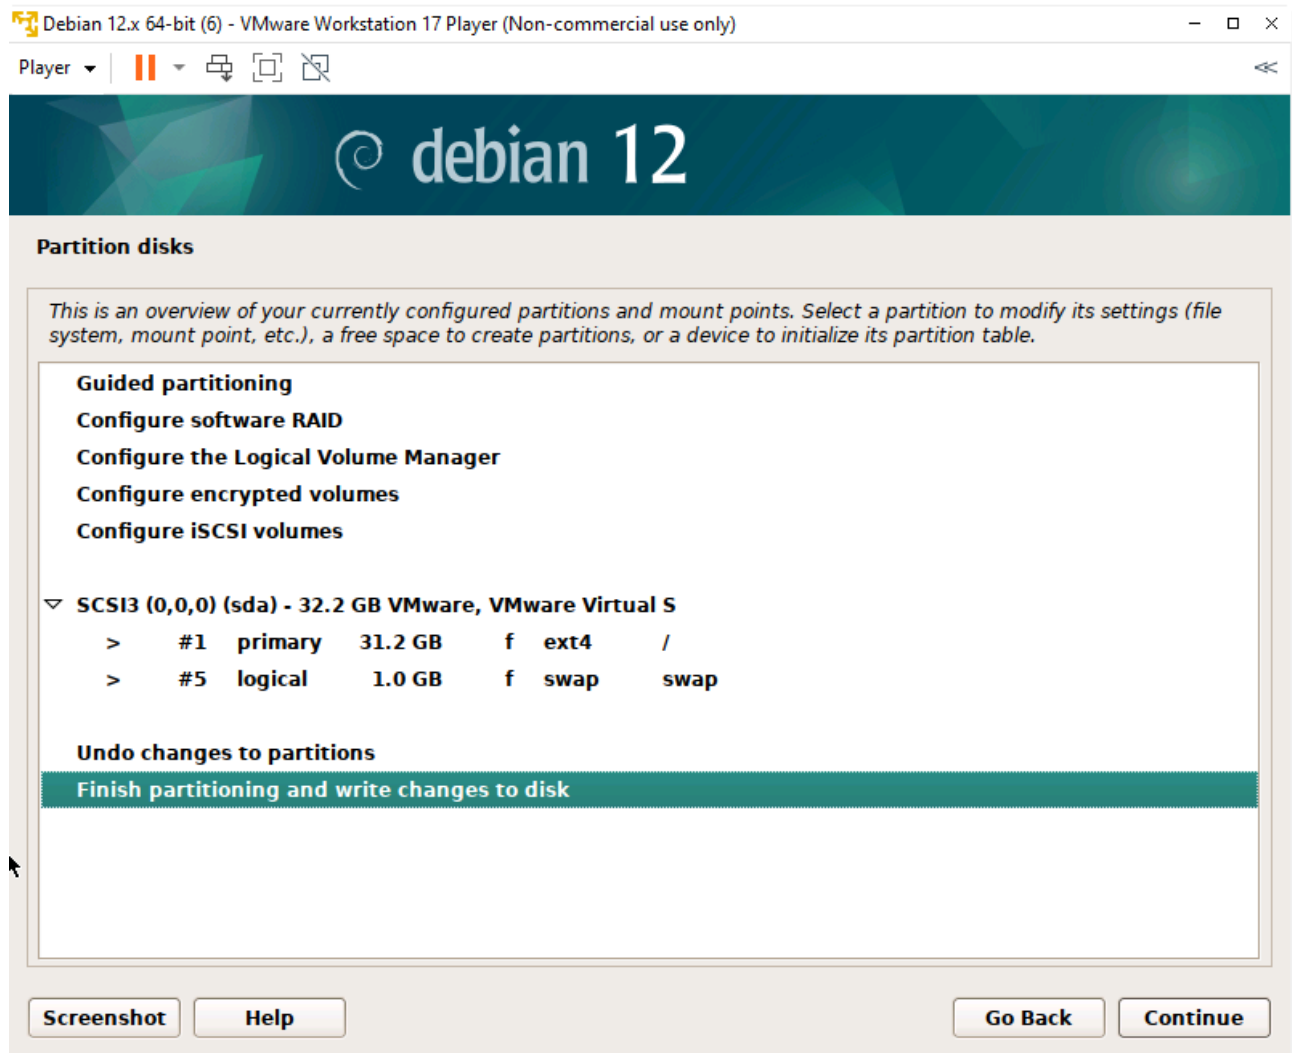 Debian 12.x 64-bit (6) - VMware Workstation 17 Player (Non-commercial use only)
Player
debian 12
Partition disks
This is an overview of your currently configured partitions and mount points. Select a partition to modify its settings (file
system, mount point, etc.), a free space to create partitions, or a device to initialize its partition table.
Guided partitioning
Configure software RAID
Configure the Logical Volume Manager
Configure encrypted volumes
Configure iSCSI volumes
SCSI3 (0,0,0) (sda) - 32.2 GB VMware, VMware Virtual S
> #1 primary 31.2 GB f ext4 /
> #5 logical 1.0 GB f swap swap
Undo changes to partitions
Finish partitioning and write changes to disk
Screenshot Help Go Back Continue